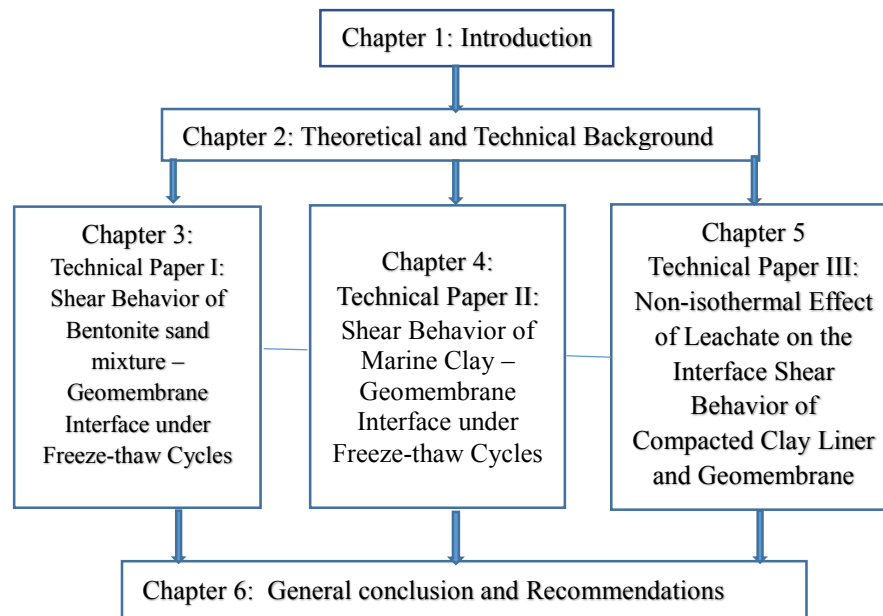 Chapter 1: Introduction
Chapter 2: Theoretical and Technical Background
Chapter 3:
Technical Paper I:
Shear Behavior of
Bentonite sand
mixture –
Geomembrane
Interface under
Freeze-thaw Cycles
Chapter 4:
Technical Paper II:
Shear Behavior of
Marine Clay –
Geomembrane
Interface under
Freeze-thaw Cycles
Chapter 5
Technical Paper III:
Non-isothermal Effect
of Leachate on the
Interface Shear
Behavior of
Compacted Clay Liner
and Geomembrane
Chapter 6: General conclusion and Recommendations